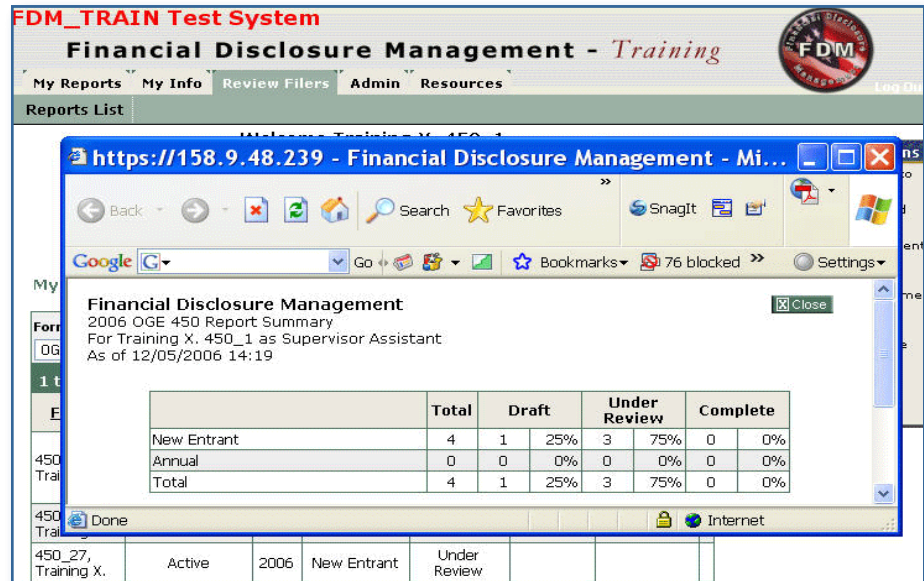 FDM_TRAIN Test System
Financial Disclosure Management - Training
FDM
My Reports My Info Review Filers Admin Resources
Reports List
https://158.9.48.239 - Financial Disclosure Management - Mi...
Back Search Favorites » SnagIt
Google G Go Bookmarks 76 blocked » Settings
My
Financial Disclosure Management
X Close
2006 OGE 450 Report Summary
For Training X. 450_1 as Supervisor Assistant
As of 12/05/2006 14:19
Total Draft Under Review Complete
New Entrant 4 1 25% 3 75% 0 0%
Annual 0 0 0% 0 0% 0 0%
Total 4 1 25% 3 75% 0 0%
Done Internet
450_27, Training X. Active 2006 New Entrant Under Review